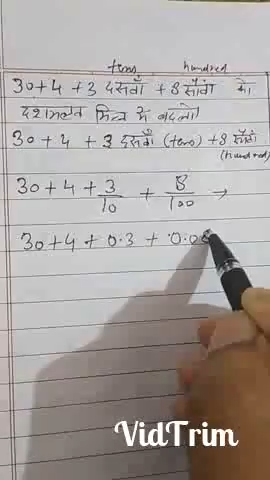 tens hundred
30+4 +3 दसवाँ +8 सौवां को
दशमलव भिन्न में बदलो।
30 + 4 + 3 दसवाँ (tens) +8 सौवां
(hundred)
30+4 + 3/10 + 8/100 →
30+4 + 0.3 + 0.08
VidTrim